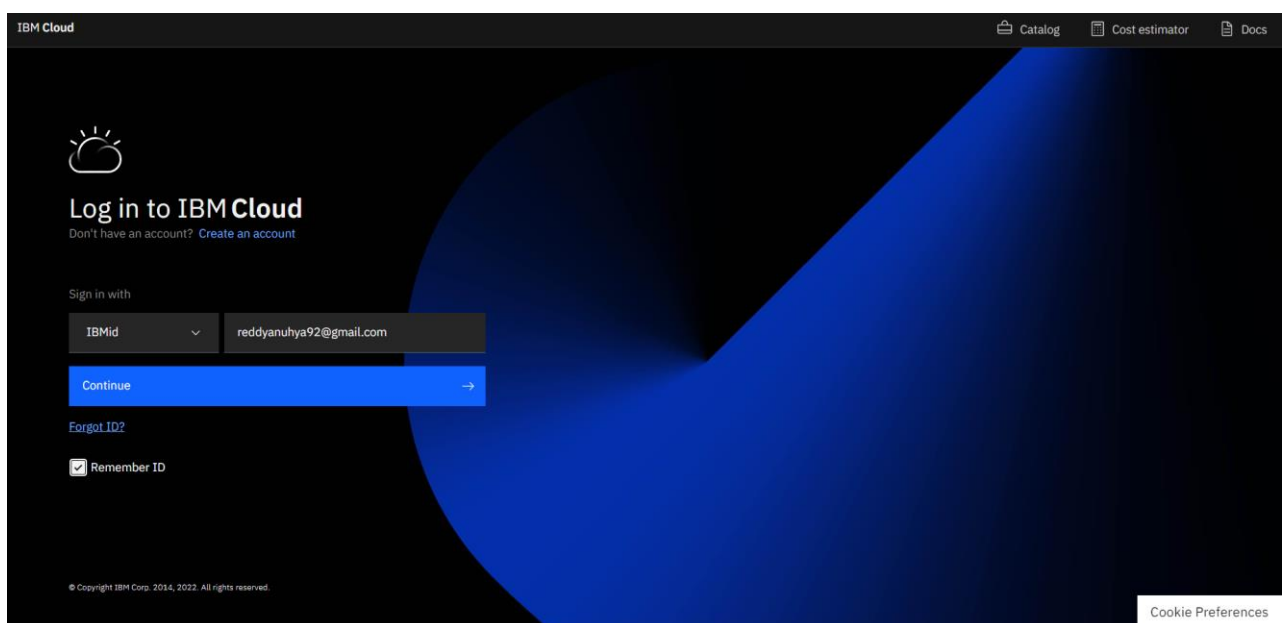 IBM Cloud
Catalog Cost estimator Docs
Log in to IBM Cloud
Don't have an account? Create an account
Sign in with
IBMid reddyanuhya92@gmail.com
Continue
Forgot ID?
Remember ID
© Copyright IBM Corp. 2014, 2022. All rights reserved.
Cookie Preferences